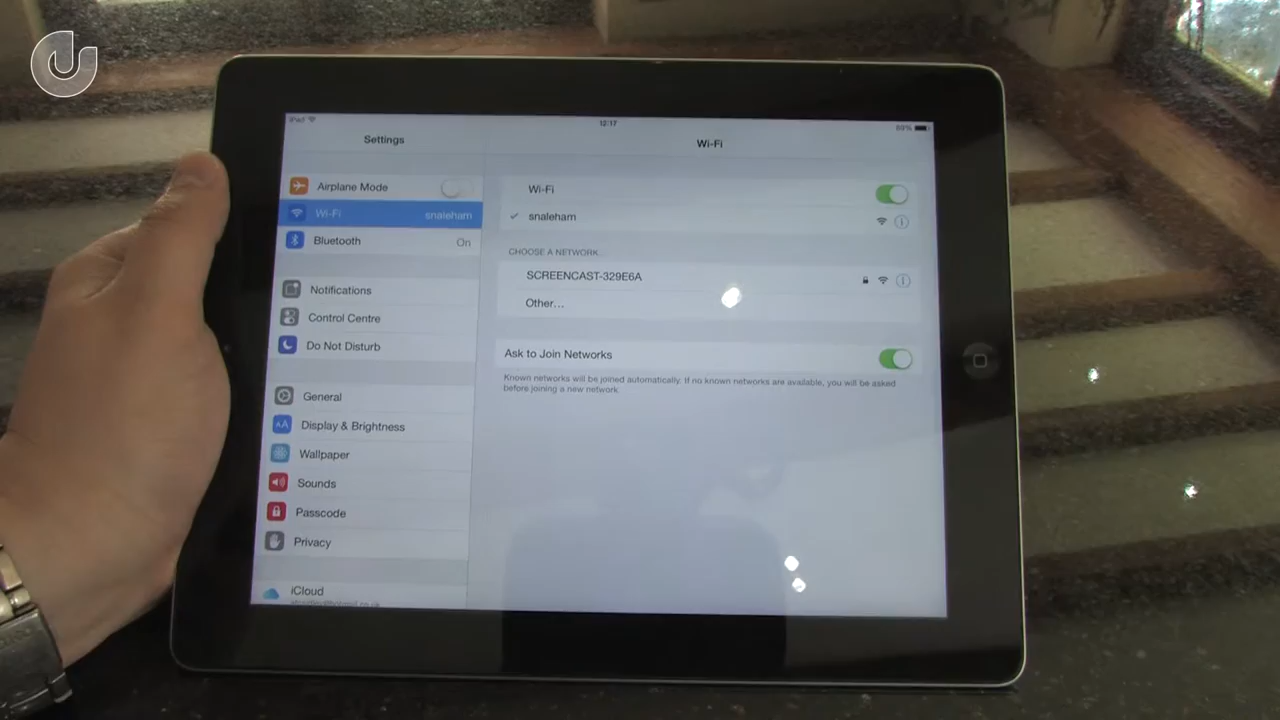 iPad
12:17
89%
Settings
Wi-Fi
Airplane Mode
Wi-Fi snaleham
Bluetooth On
Notifications
Control Centre
Do Not Disturb
General
Display & Brightness
Wallpaper
Sounds
Passcode
Privacy
iCloud
Wi-Fi
snaleham
CHOOSE A NETWORK...
SCREENCAST-329E6A
Other...
Ask to Join Networks
Known networks will be joined automatically. If no known networks are available, you will be asked
before joining a new network.